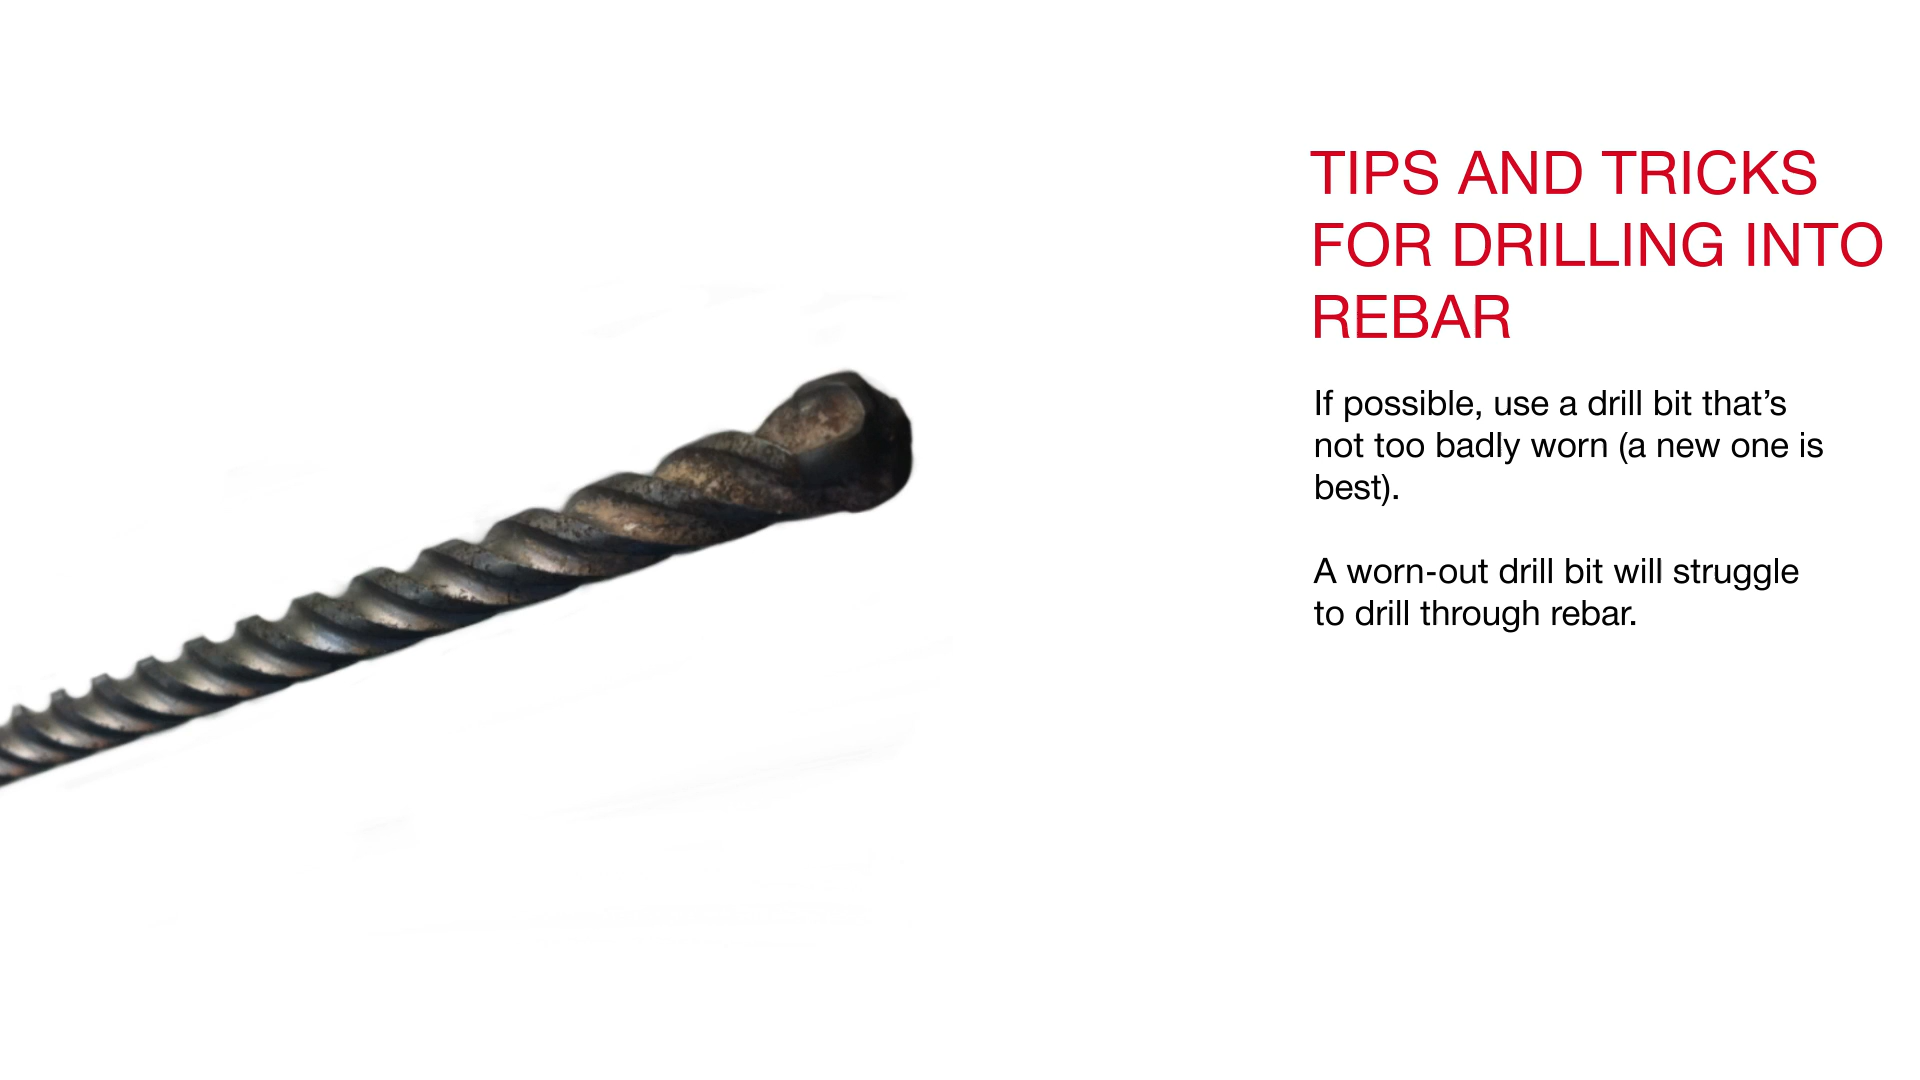 TIPS AND TRICKS
FOR DRILLING INTO
REBAR
If possible, use a drill bit that’s
not too badly worn (a new one is
best).
A worn-out drill bit will struggle
to drill through rebar.